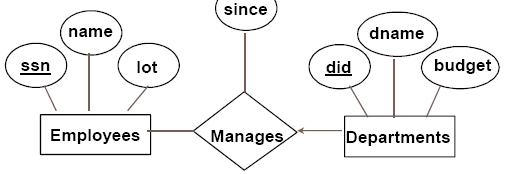 since
name
dname
ssn
lot
did
budget
Employees
Manages
Departments